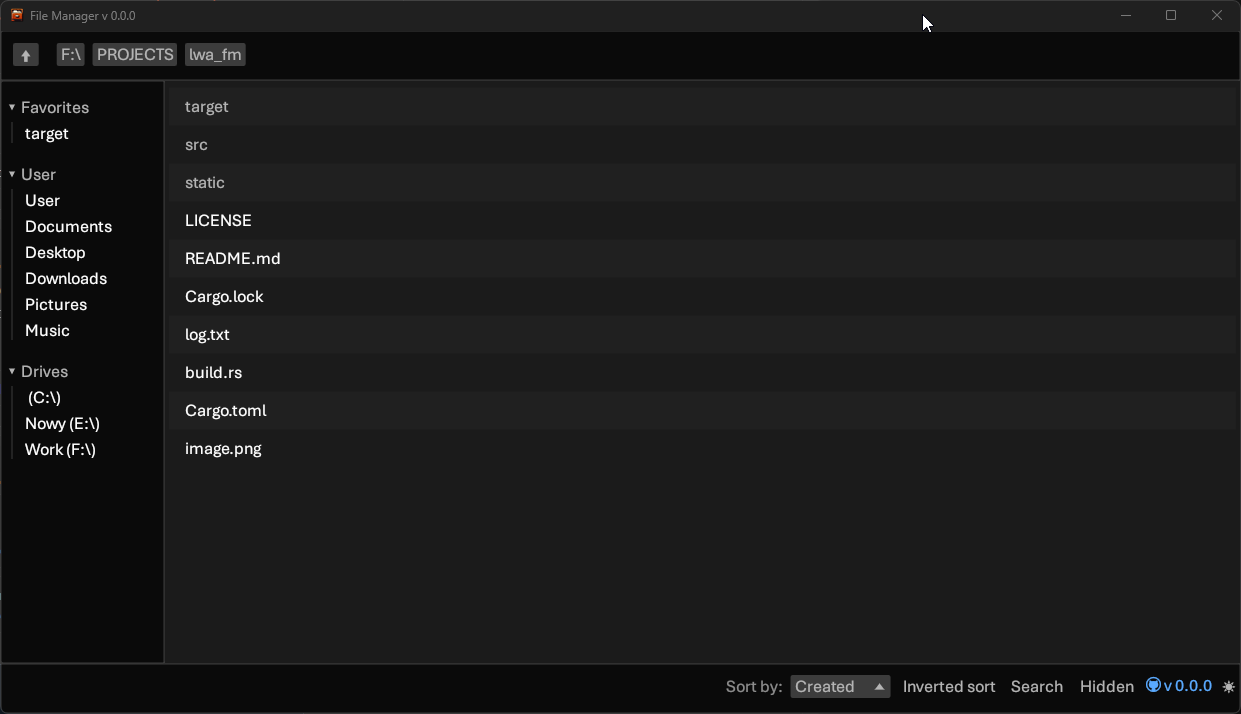 File Manager v 0.0.0
F:\ PROJECTS lwa_fm
Favorites
target
User
User
Documents
Desktop
Downloads
Pictures
Music
Drives
(C:\)
Nowy (E:\)
Work (F:\)
target
src
static
LICENSE
README.md
Cargo.lock
log.txt
build.rs
Cargo.toml
image.png
Sort by: Created Inverted sort Search Hidden v 0.0.0